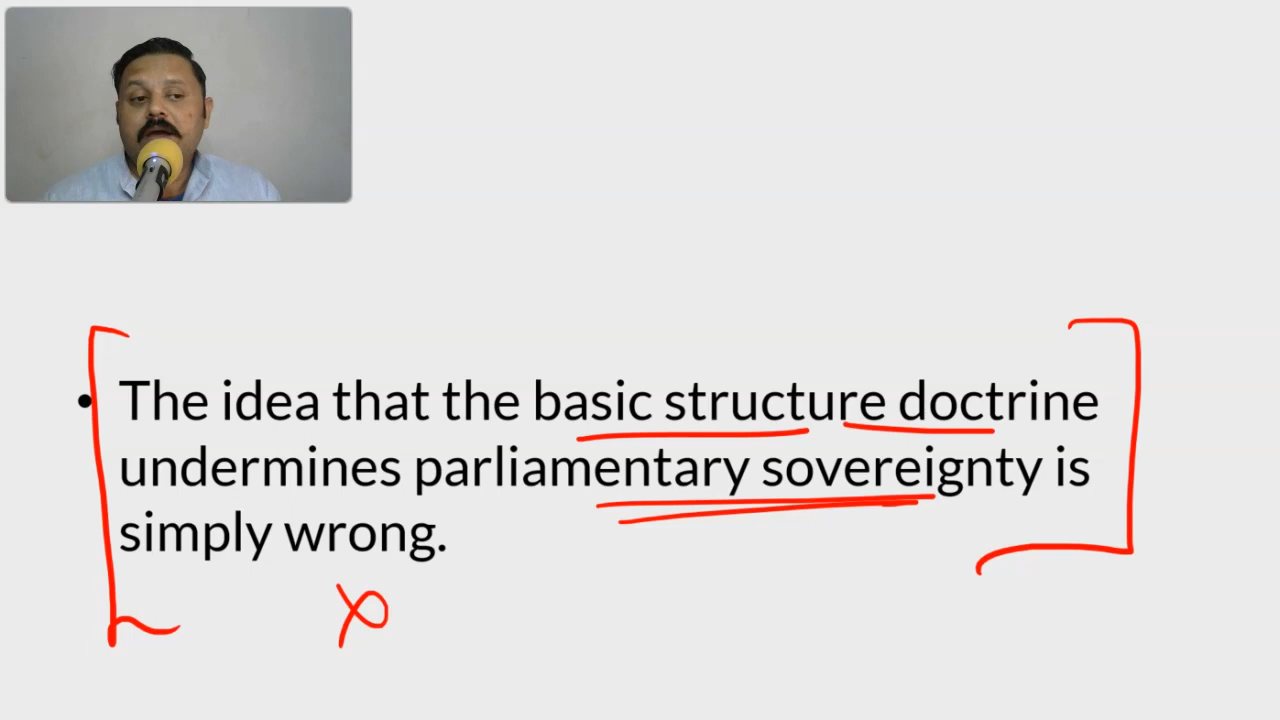 • The idea that the basic structure doctrine
undermines parliamentary sovereignty is
simply wrong.